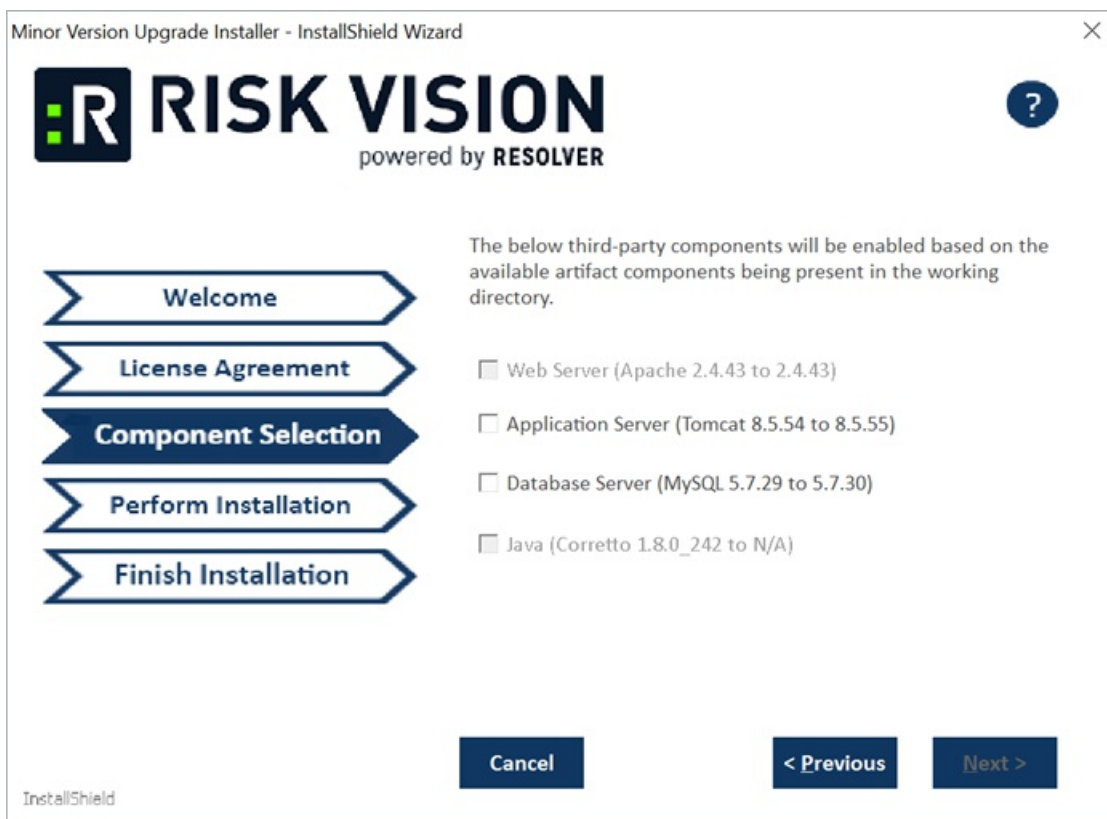 Minor Version Upgrade Installer - InstallShield Wizard
:R RISK VISION
powered by RESOLVER
?
The below third-party components will be enabled based on the
available artifact components being present in the working
directory.
Welcome
License Agreement
Component Selection
Perform Installation
Finish Installation
Web Server (Apache 2.4.43 to 2.4.43)
Application Server (Tomcat 8.5.54 to 8.5.55)
Database Server (MySQL 5.7.29 to 5.7.30)
Java (Corretto 1.8.0_242 to N/A)
Cancel
< Previous
Next >
InstallShield